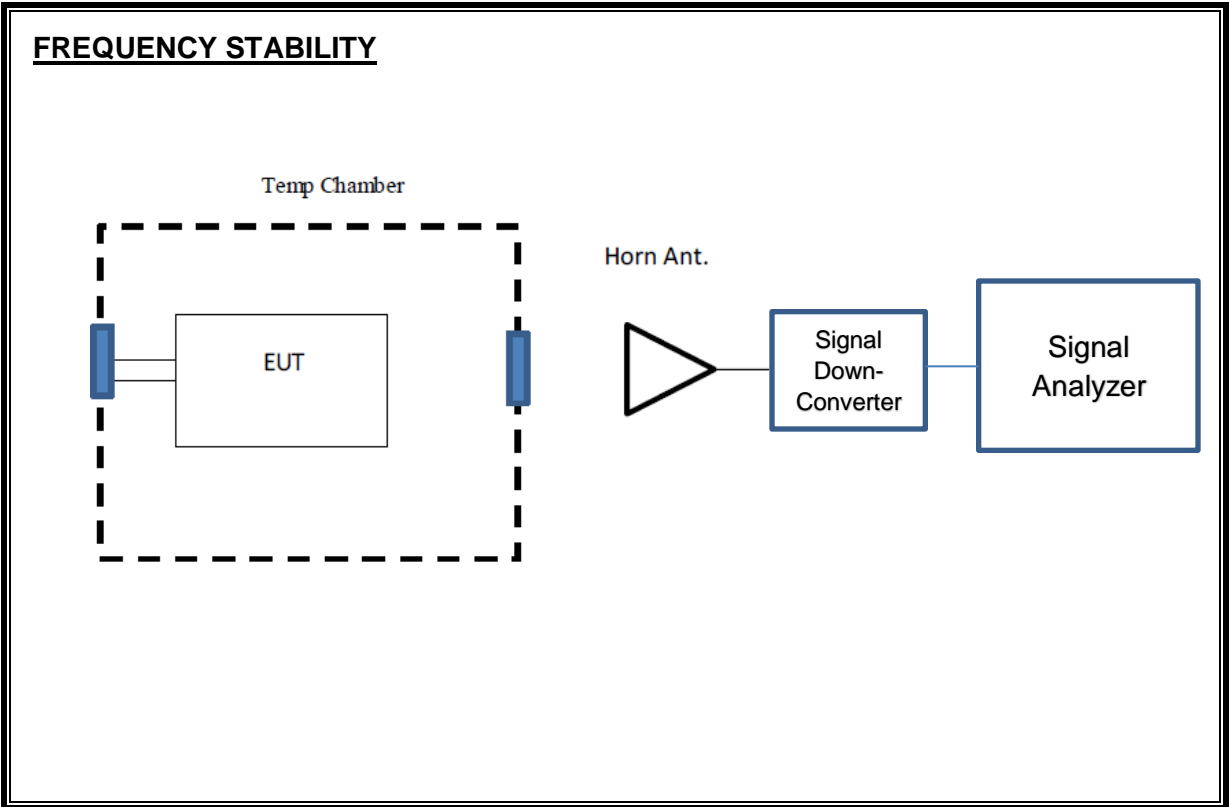 FREQUENCY STABILITY
Temp Chamber
Horn Ant.
EUT
Signal
Down-
Converter
Signal
Analyzer